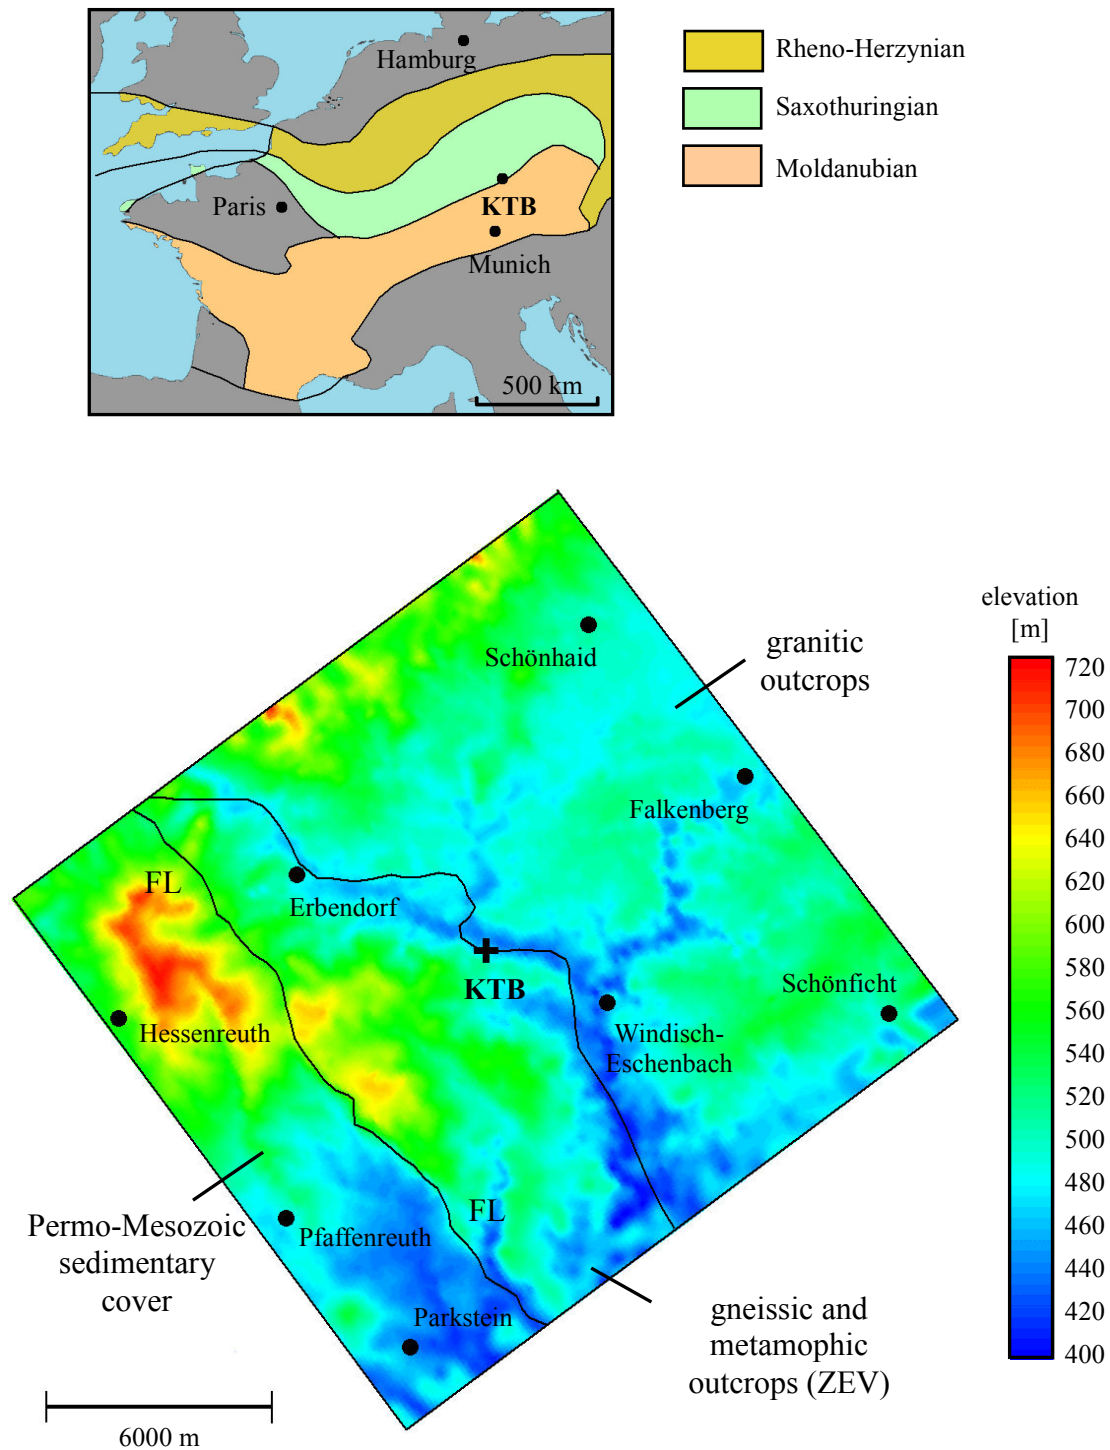 Hamburg
Paris
KTB
Munich
500 km
Rheno-Herzynian
Saxothuringian
Moldanubian
elevation
[m]
720
700
680
660
640
620
600
580
560
540
520
500
480
460
440
420
400
Schönhaid
granitic
outcrops
Falkenberg
FL
Erbendorf
KTB
Schönficht
Hessenreuth
Windisch-
Eschenbach
FL
Permo-Mesozoic
sedimentary
cover
Pfaffenreuth
Parkstein
gneissic and
metamophic
outcrops (ZEV)
6000 m